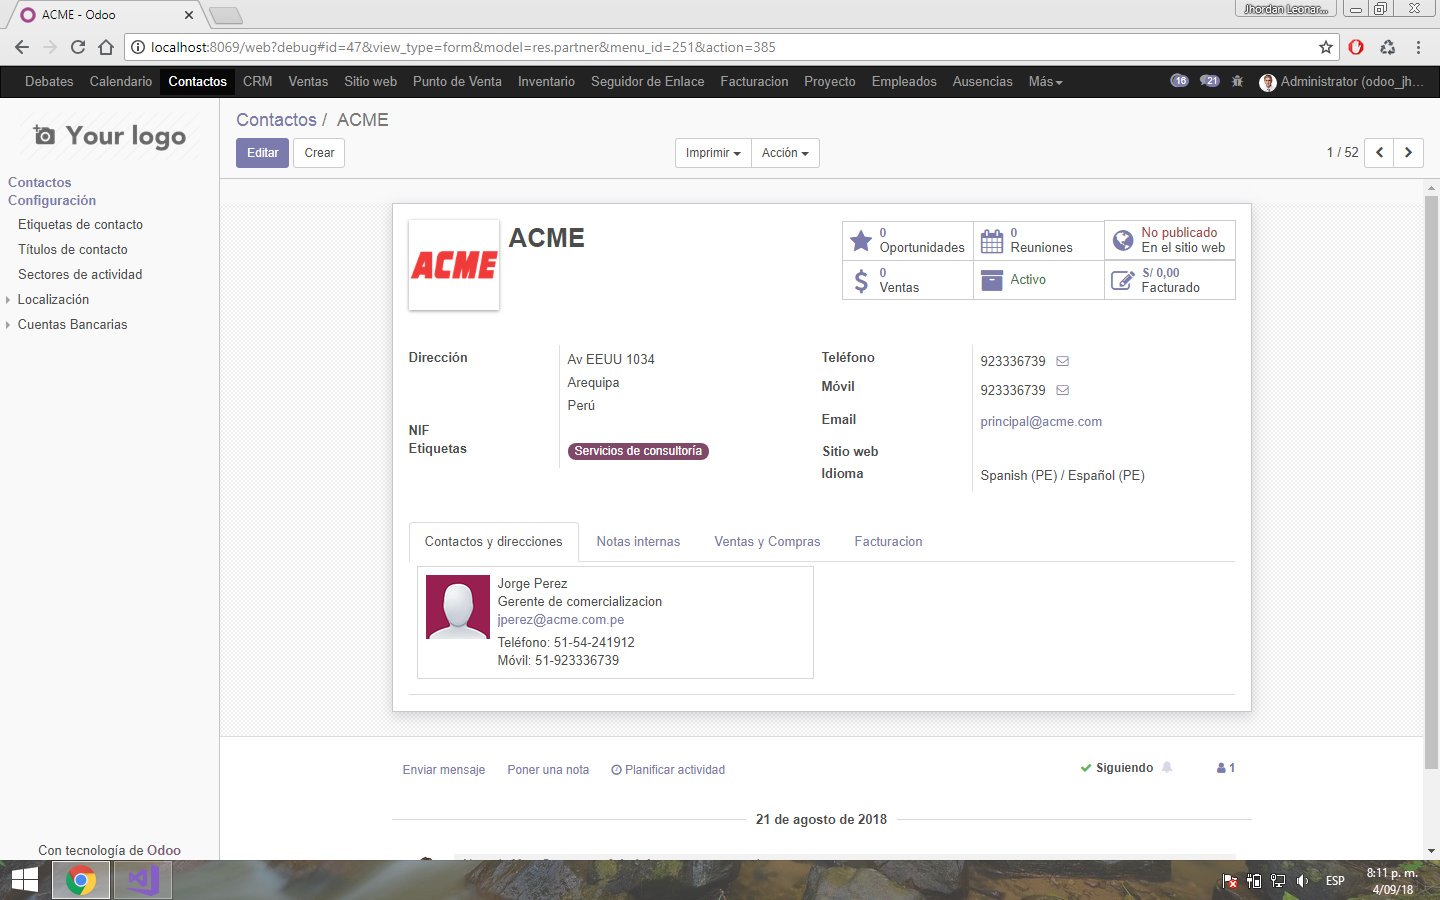 ACME - Odoo
Jhordan Leonar...
localhost:8069/web?debug#id=47&view_type=form&model=res.partner&menu_id=251&action=385
Debates Calendario Contactos CRM Ventas Sitio web Punto de Venta Inventario Seguidor de Enlace Facturacion Proyecto Empleados Ausencias Más 16 21 Administrator (odoo_jh...
Your logo
Contactos / ACME
Editar Crear Imprimir Acción 1 / 52
Contactos
Configuración
Etiquetas de contacto
Títulos de contacto
Sectores de actividad
Localización
Cuentas Bancarias
Con tecnología de Odoo
ACME
ACME
0 Oportunidades
0 Reuniones
No publicado En el sitio web
0 Ventas
Activo
S/ 0,00 Facturado
Dirección Av EEUU 1034
Arequipa
Perú
NIF
Etiquetas Servicios de consultoría
Teléfono 923336739
Móvil 923336739
Email principal@acme.com
Sitio web
Idioma Spanish (PE) / Español (PE)
Contactos y direcciones Notas internas Ventas y Compras Facturacion
Jorge Perez
Gerente de comercializacion
jperez@acme.com.pe
Teléfono: 51-54-241912
Móvil: 51-923336739
Enviar mensaje Poner una nota Planificar actividad Siguiendo 1
21 de agosto de 2018
ESP
8:11 p. m.
4/09/18